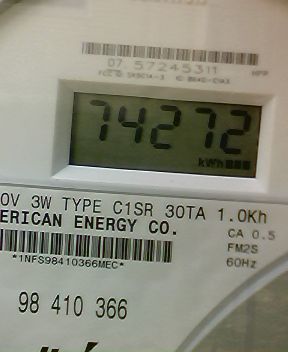 07 57245311
74272
kWh
0V 3W TYPE C1SR 30TA 1.0Kh
ERICAN ENERGY CO.
CA 0.5
FM2S
60Hz
*1NFS98410366MEC*
98 410 366